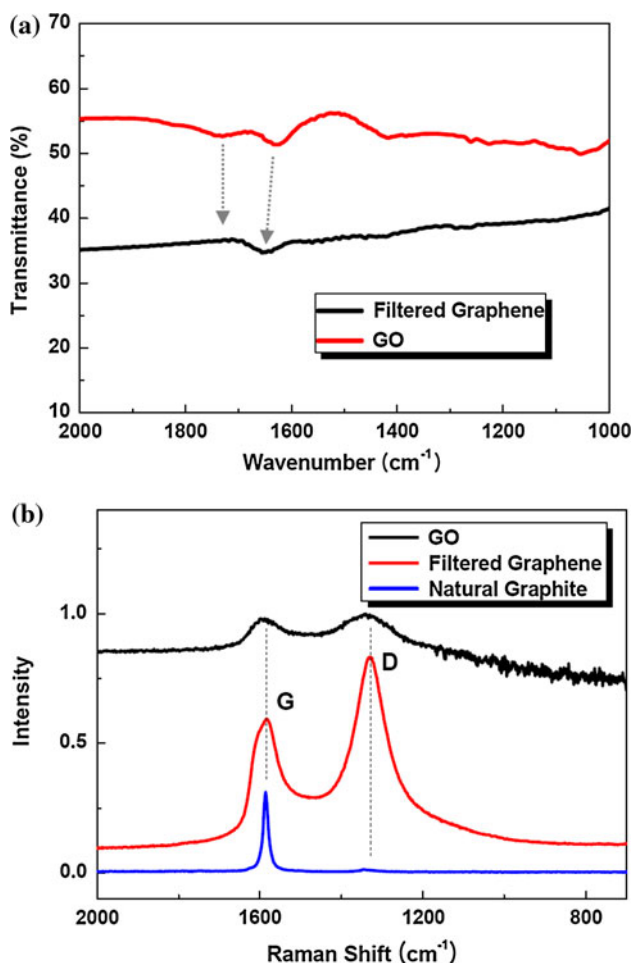 (a)
70
60
50
40
30
20
10
Transmittance (%)
Filtered Graphene
GO
2000 1800 1600 1400 1200 1000
Wavenumber (cm⁻¹)
(b)
GO
Filtered Graphene
Natural Graphite
1.0
0.5
0.0
Intensity
G
D
2000 1600 1200 800
Raman Shift (cm⁻¹)